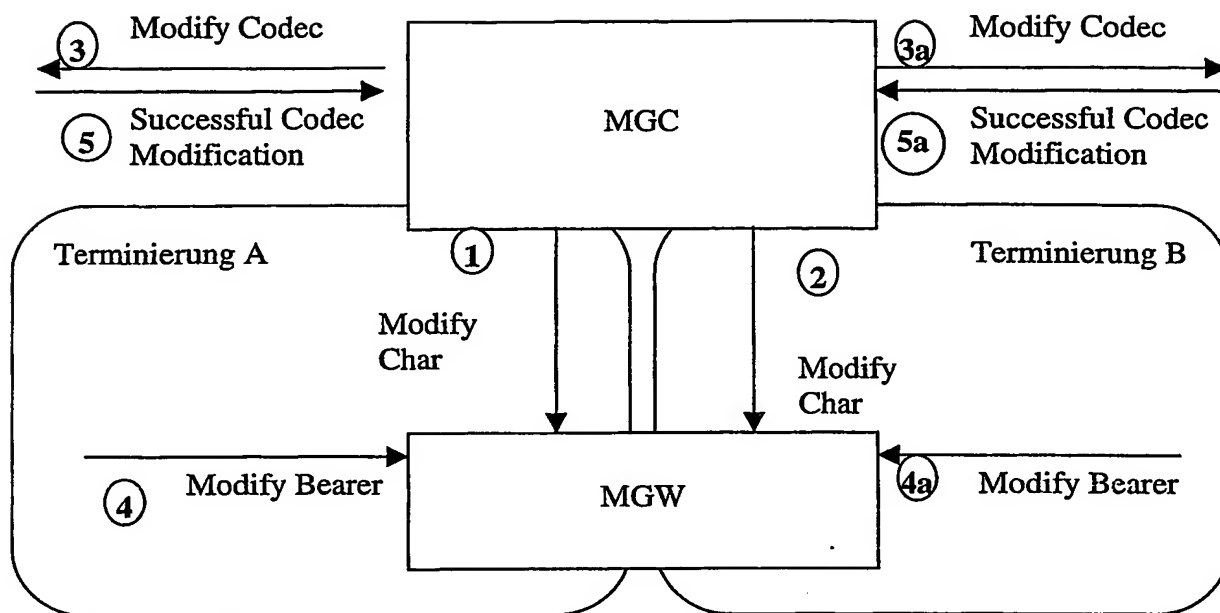 3 Modify Codec
3a Modify Codec
5 Successful Codec
Modification
MGC
5a Successful Codec
Modification
Terminierung A
1
2
Terminierung B
Modify
Char
Modify
Char
4 Modify Bearer
MGW
4a Modify Bearer